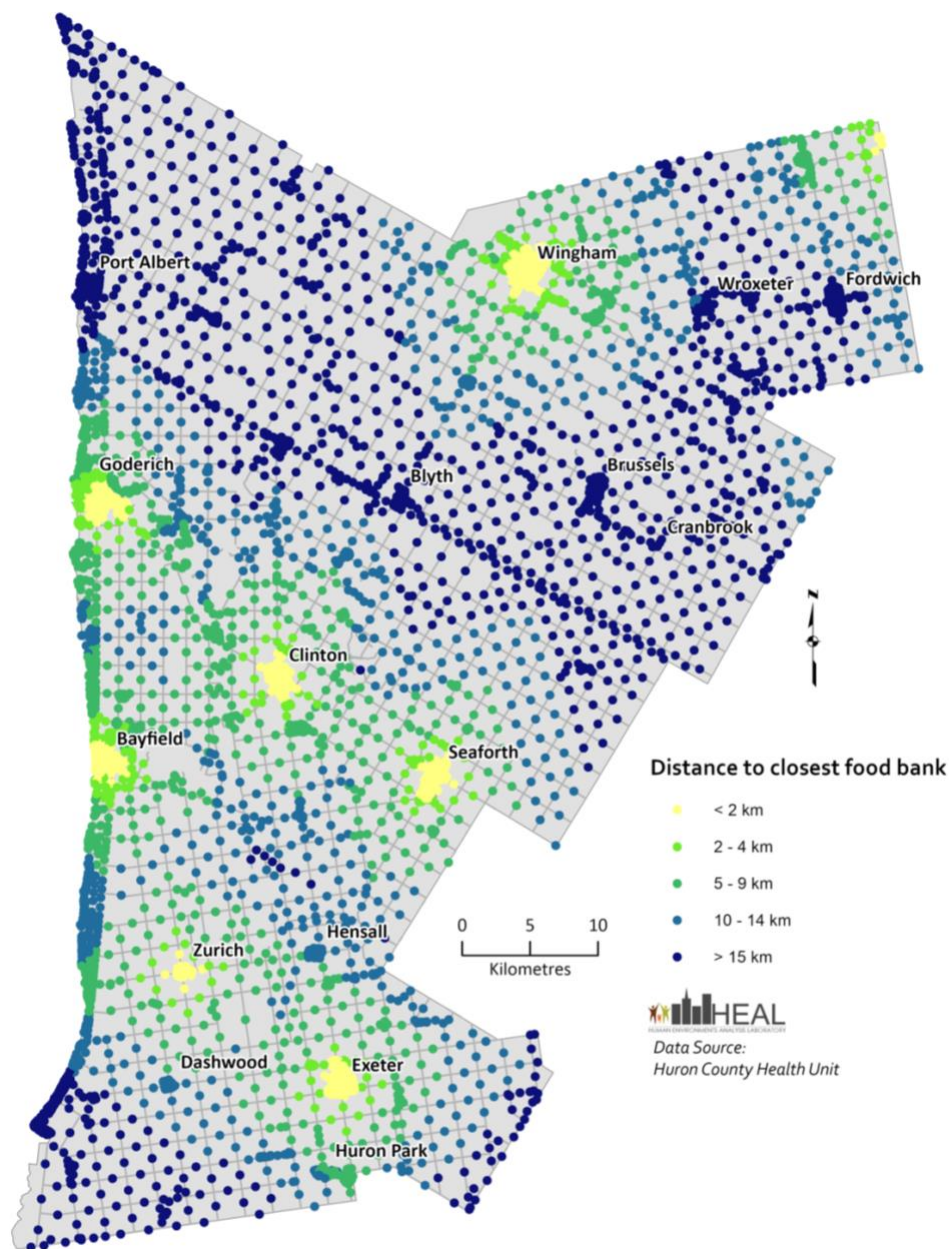 Port Albert
Wingham
Wroxeter
Fordwich
Goderich
Blyth
Brussels
Cranbrook
Clinton
Bayfield
Seaforth
Zurich
Hensall
Dashwood
Exeter
Huron Park
N
Distance to closest food bank
< 2 km
2 - 4 km
5 - 9 km
10 - 14 km
> 15 km
0 5 10
Kilometres
HEAL
HUMAN ENVIRONMENTS ANALYSIS LABORATORY
Data Source:
Huron County Health Unit